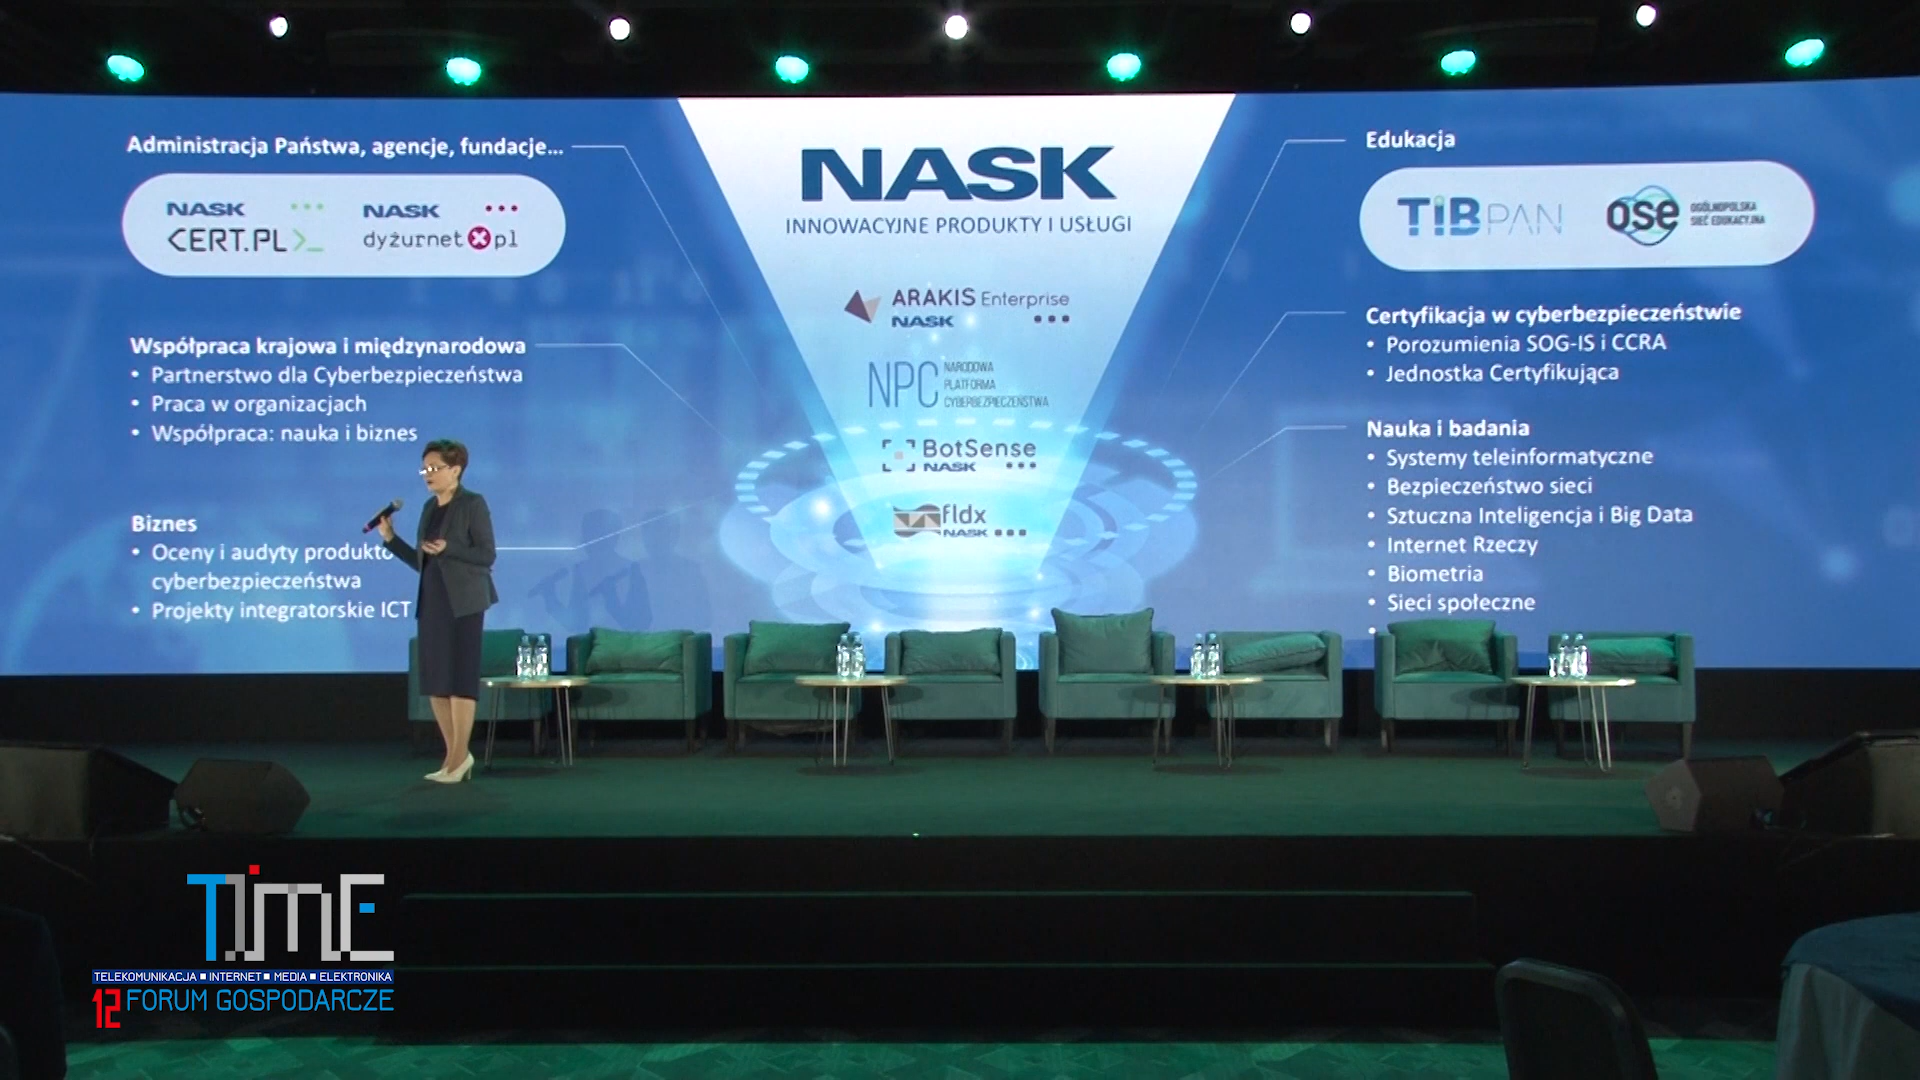 Administracja Państwa, agencje, fundacje...
NASK
CERT.PL>_
NASK
dyżurnet x pl
Współpraca krajowa i międzynarodowa
• Partnerstwo dla Cyberbezpieczeństwa
• Praca w organizacjach
• Współpraca: nauka i biznes
Biznes
• Oceny i audyty produkto
cyberbezpieczeństwa
• Projekty integratorskie ICT
NASK
INNOWACYJNE PRODUKTY I USŁUGI
ARAKIS Enterprise
NASK
NPC
NARODOWA
PLATFORMA
CYBERBEZPIECZEŃSTWA
BotSense
NASK
fldx
NASK
Edukacja
TIB PAN
OSE
OGÓLNOPOLSKA
SIEĆ EDUKACYJNA
Certyfikacja w cyberbezpieczeństwie
• Porozumienia SOG-IS i CCRA
• Jednostka Certyfikująca
Nauka i badania
• Systemy teleinformatyczne
• Bezpieczeństwo sieci
• Sztuczna Inteligencja i Big Data
• Internet Rzeczy
• Biometria
• Sieci społeczne
TIME
TELEKOMUNIKACJA ■ INTERNET ■ MEDIA ■ ELEKTRONIKA
12 FORUM GOSPODARCZE